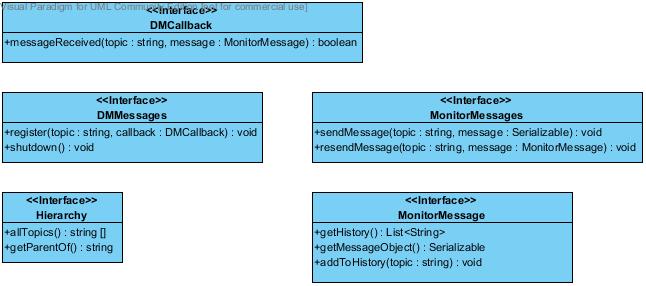 Visual Paradigm for UML Community Edition [not for commercial use]
<<Interface>>
DMCallback
+messageReceived(topic : string, message : MonitorMessage) : boolean
<<Interface>>
DMMessages
+register(topic : string, callback : DMCallback) : void
+shutdown() : void
<<Interface>>
MonitorMessages
+sendMessage(topic : string, message : Serializable) : void
+resendMessage(topic : string, message : MonitorMessage) : void
<<Interface>>
Hierarchy
+allTopics() : string []
+getParentOf() : string
<<Interface>>
MonitorMessage
+getHistory() : List<String>
+getMessageObject() : Serializable
+addToHistory(topic : string) : void